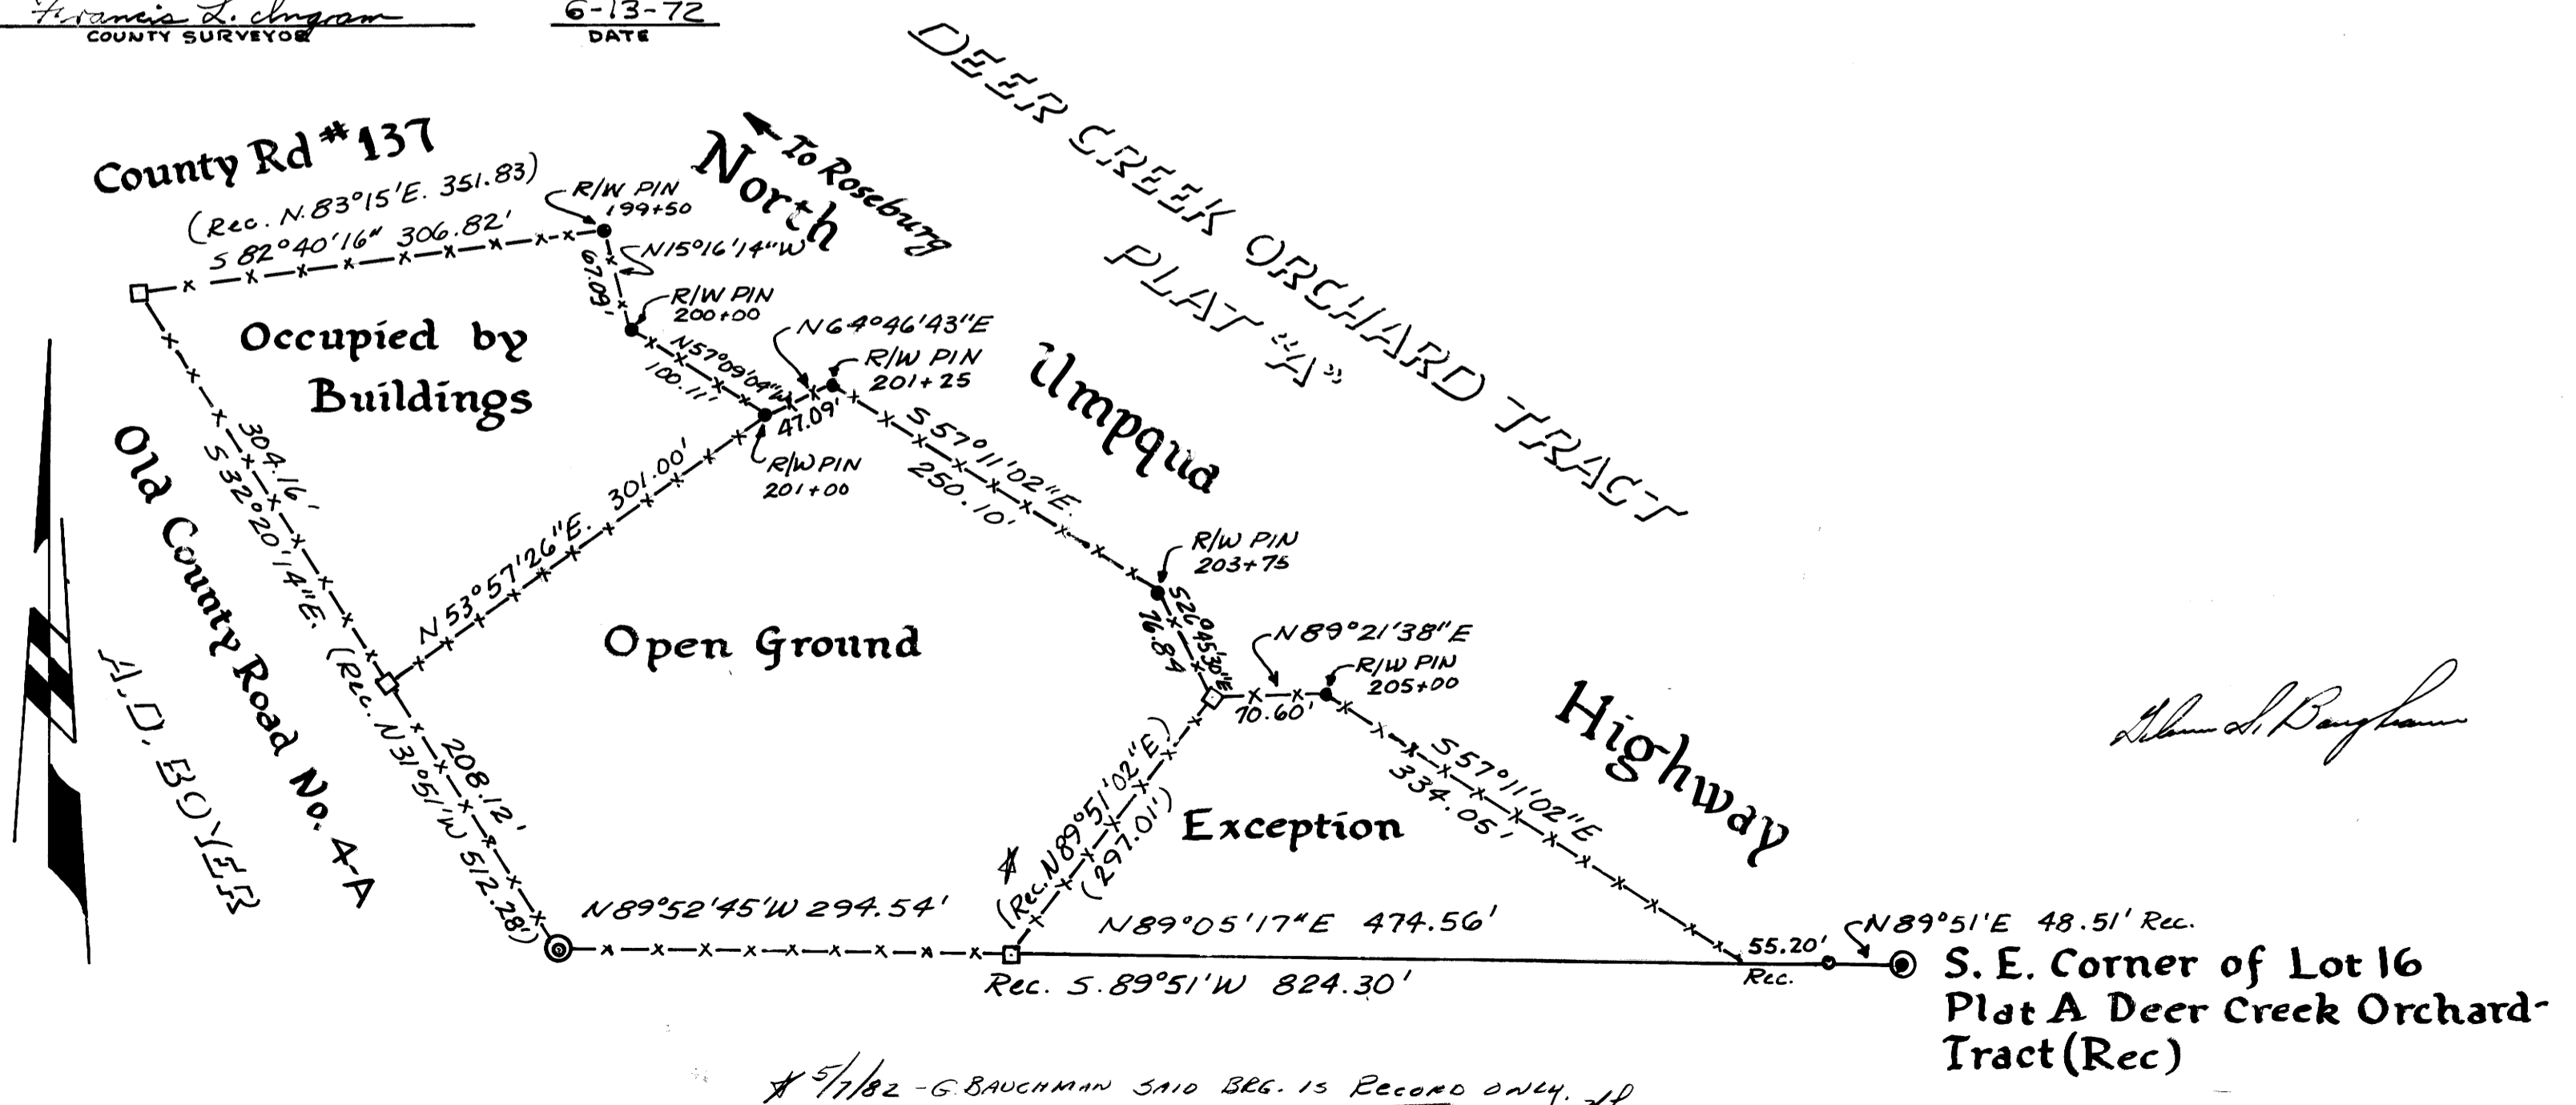 Francis L. Ingram
COUNTY SURVEYOR
6-13-72
DATE
DEER CREEK ORCHARD TRACT
PLAT "A"
To Roseburg
North
Umpqua
Highway
County Rd #137
(Rec. N.83°15'E. 351.83)
S 82°40'16" 306.82'
R/W PIN
199+50
N15°16'14"W
67.09'
R/W PIN
200+00
N57°09'04"W
100.11'
N64°46'43"E
R/W PIN
201+25
47.09'
R/W PIN
201+00
Occupied by
Buildings
304.16'
S 32°20'14"E.
(Rec. N31°51'W 512.28')
208.12'
Old County Road No. 4-A
A.D. BOYER
N 53°57'26"E. 301.00'
S 57°11'02"E.
250.10'
R/W PIN
203+75
S26°45'30"E
76.84
Open Ground
N89°21'38"E
R/W PIN
205+00
70.60'
S57°11'02"E
334.05'
(Rec. N89°51'02"E)
(297.01')
Exception
N89°52'45"W 294.54'
N89°05'17"E 474.56'
Rec. S.89°51'W 824.30'
55.20'
Rec.
N89°51'E 48.51' Rec.
S. E. Corner of Lot 16
Plat A Deer Creek Orchard-
Tract (Rec)
5/7/82 - G. BAUGHMAN SAID BRG. IS RECORD ONLY.